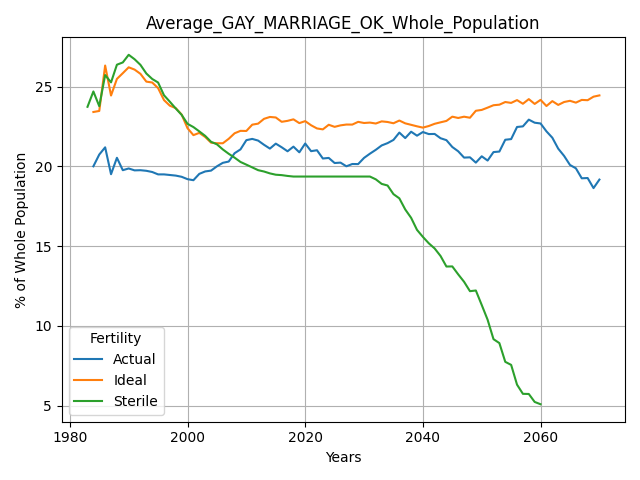 Average_GAY_MARRIAGE_OK_Whole_Population
% of Whole Population
25
20
15
10
5
Fertility
Actual
Ideal
Sterile
1980 2000 2020 2040 2060
Years